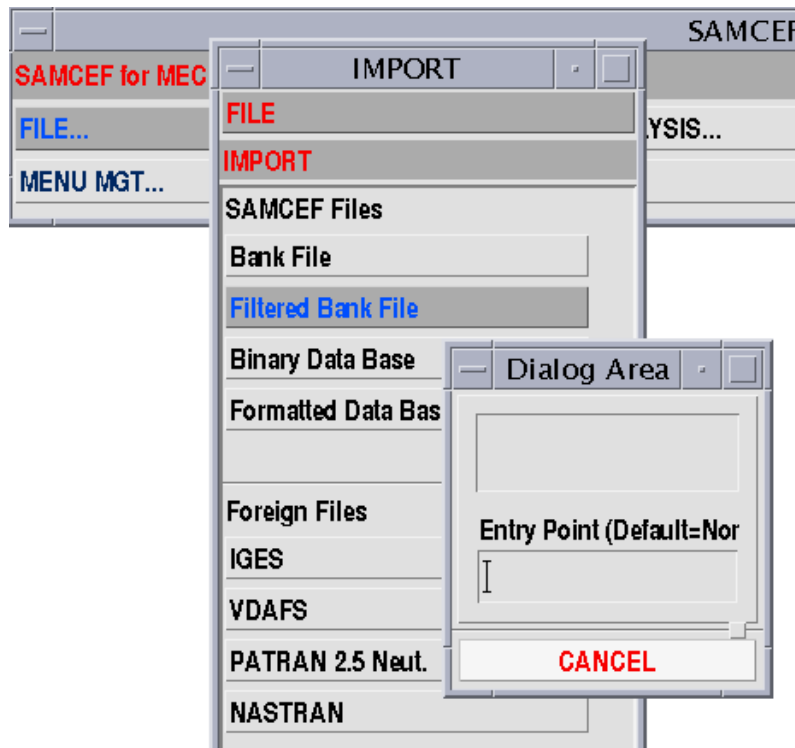 SAMCEF
SAMCEF for MEC
FILE...
YSIS...
MENU MGT...
IMPORT
FILE
IMPORT
SAMCEF Files
Bank File
Filtered Bank File
Binary Data Base
Formatted Data Bas
Foreign Files
IGES
VDAFS
PATRAN 2.5 Neut.
NASTRAN
Dialog Area
Entry Point (Default=Nor
CANCEL